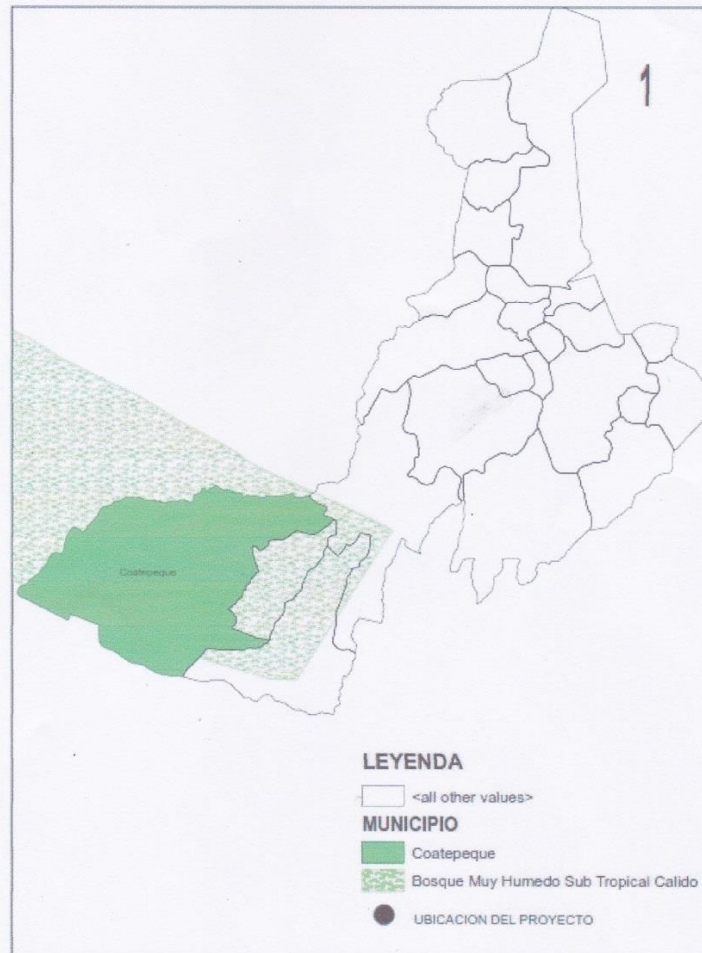 1
Coatepeque
LEYENDA
<all other values>
MUNICIPIO
Coatepeque
Bosque Muy Humedo Sub Tropical Calido
UBICACION DEL PROYECTO